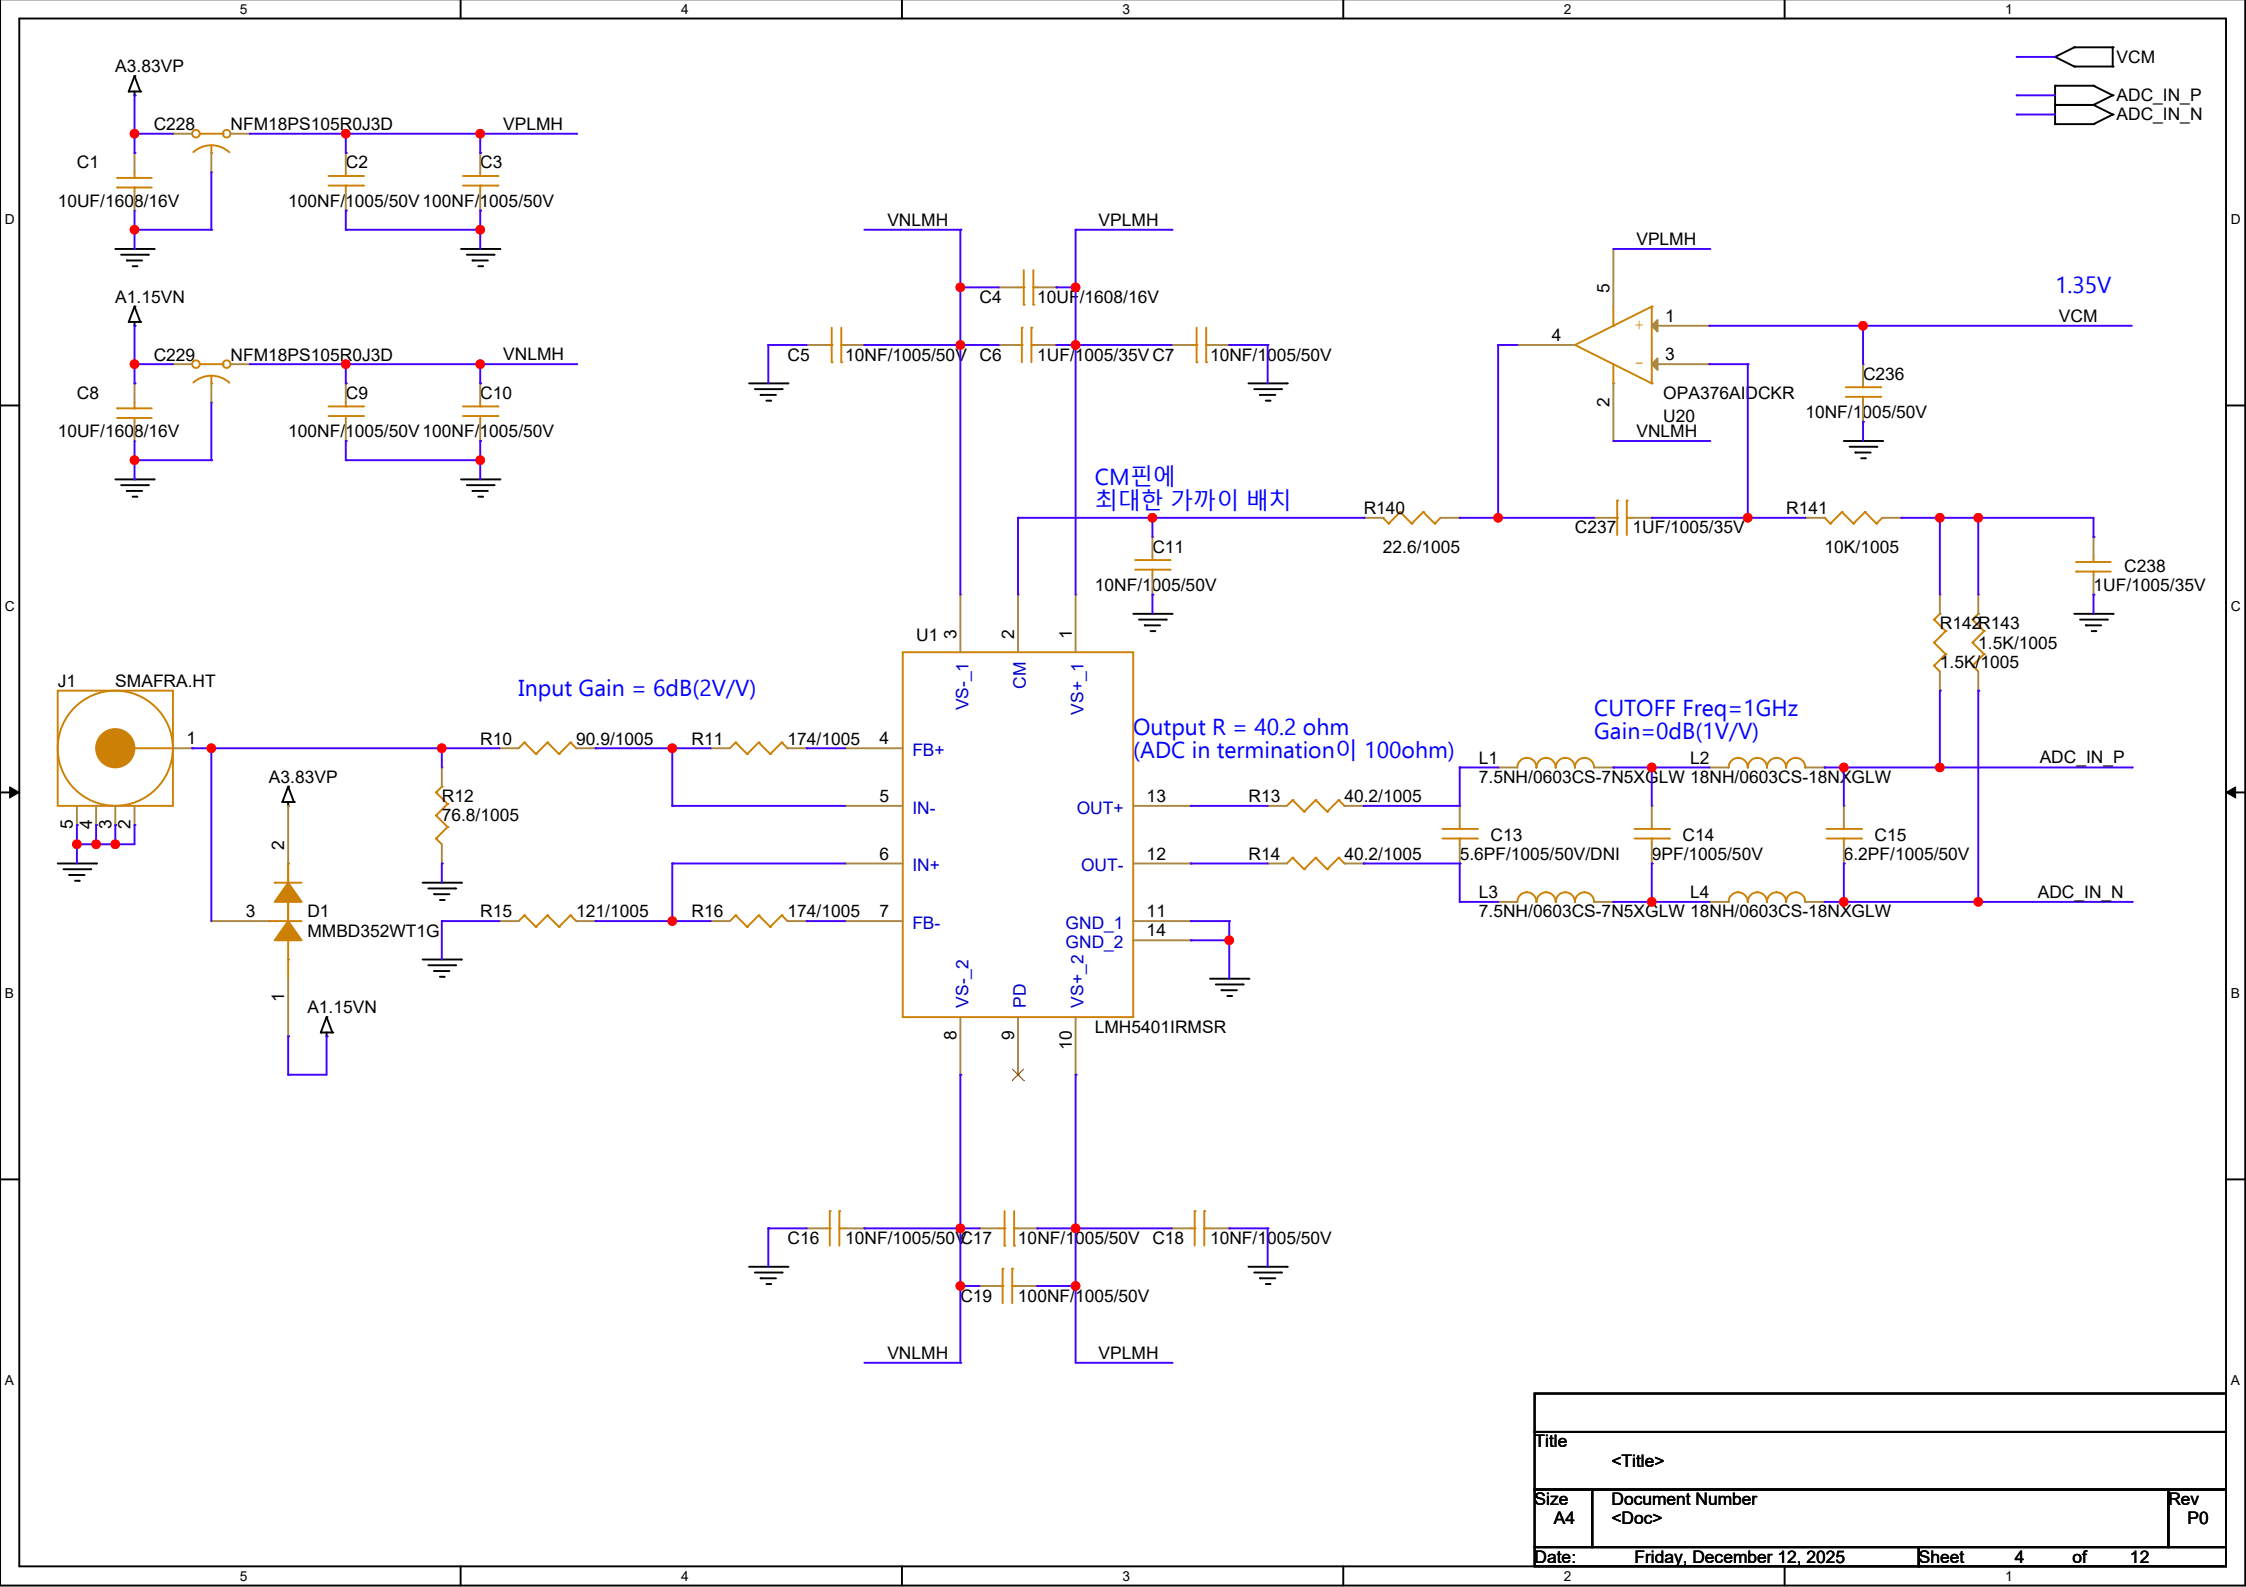 5 4 3 2 1
D
C
B
A
VCM
ADC_IN_P
ADC_IN_N
A3.83VP
C228 NFM18PS105R0J3D VPLMH
C1
10UF/1608/16V
C2
100NF/1005/50V
C3
100NF/1005/50V
A1.15VN
C229 NFM18PS105R0J3D VNLMH
C8
10UF/1608/16V
C9
100NF/1005/50V
C10
100NF/1005/50V
VNLMH VPLMH
C4 10UF/1608/16V
C5 10NF/1005/50V
C6 1UF/1005/35V
C7 10NF/1005/50V
VPLMH
5
4
+ 1
- 3
2
OPA376AIDCKR
U20
VNLMH
1.35V
VCM
C236
10NF/1005/50V
CM핀에
최대한 가까이 배치
R140
22.6/1005
C237 1UF/1005/35V
R141
10K/1005
C11
10NF/1005/50V
C238
1UF/1005/35V
R142
1.5K/1005
R143
1.5K/1005
U1
3 2 1
VS-_1 CM VS+_1
J1 SMAFRA.HT
1
5 4 3 2
Input Gain = 6dB(2V/V)
R10 90.9/1005
R11 174/1005
4 FB+
5 IN-
6 IN+
7 FB-
R12
76.8/1005
R15 121/1005
R16 174/1005
A3.83VP
2
3
D1
MMBD352WT1G
1
A1.15VN
Output R = 40.2 ohm
(ADC in termination이 100ohm)
OUT+ 13
OUT- 12
GND_1 11
GND_2 14
R13 40.2/1005
R14 40.2/1005
CUTOFF Freq=1GHz
Gain=0dB(1V/V)
L1
7.5NH/0603CS-7N5XGLW
L2
18NH/0603CS-18NXGLW
ADC_IN_P
C13
5.6PF/1005/50V/DNI
C14
9PF/1005/50V
C15
6.2PF/1005/50V
L3
7.5NH/0603CS-7N5XGLW
L4
18NH/0603CS-18NXGLW
ADC_IN_N
VS-_2 PD VS+_2
8 9 10
LMH5401IRMSR
C16 10NF/1005/50V
C17 10NF/1005/50V
C18 10NF/1005/50V
C19 100NF/1005/50V
VNLMH VPLMH
Title
<Title>
Size
A4
Document Number
<Doc>
Rev
P0
Date: Friday, December 12, 2025
Sheet 4 of 12
D
C
B
A
5 4 3 2 1